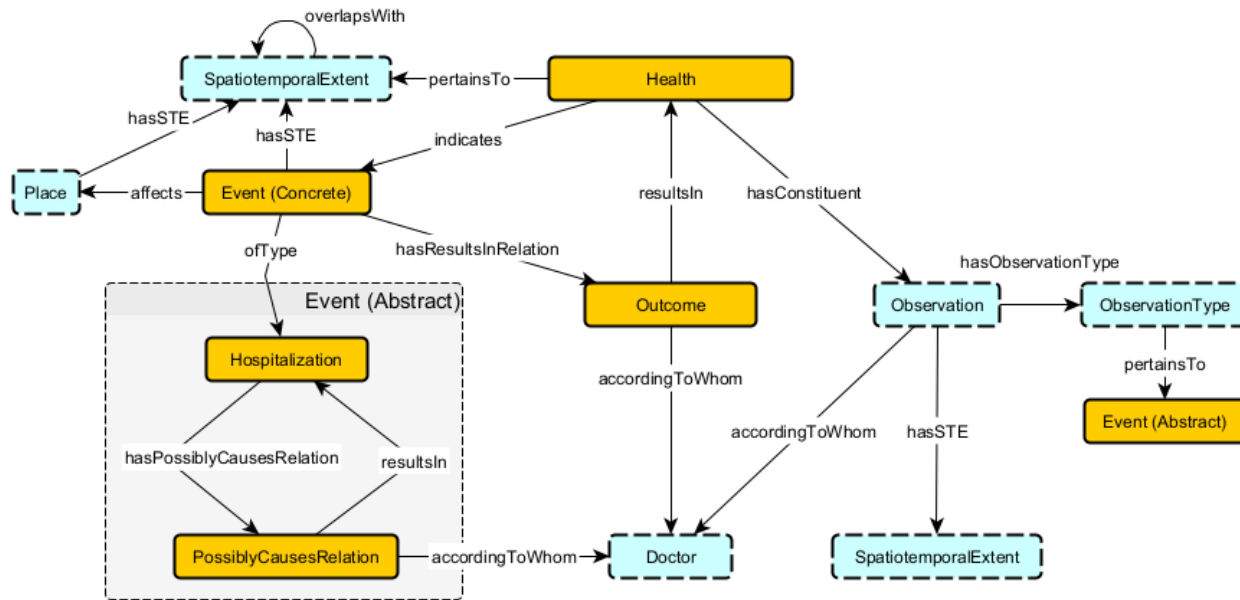 overlapsWith
SpatiotemporalExtent
pertainsTo
Health
hasSTE
hasSTE
indicates
Place
affects
Event (Concrete)
resultsIn
hasConstituent
ofType
hasResultsInRelation
hasObservationType
Event (Abstract)
Outcome
Observation
ObservationType
Hospitalization
accordingToWhom
pertainsTo
Event (Abstract)
hasPossiblyCausesRelation
resultsIn
accordingToWhom
hasSTE
PossiblyCausesRelation
accordingToWhom
Doctor
SpatiotemporalExtent